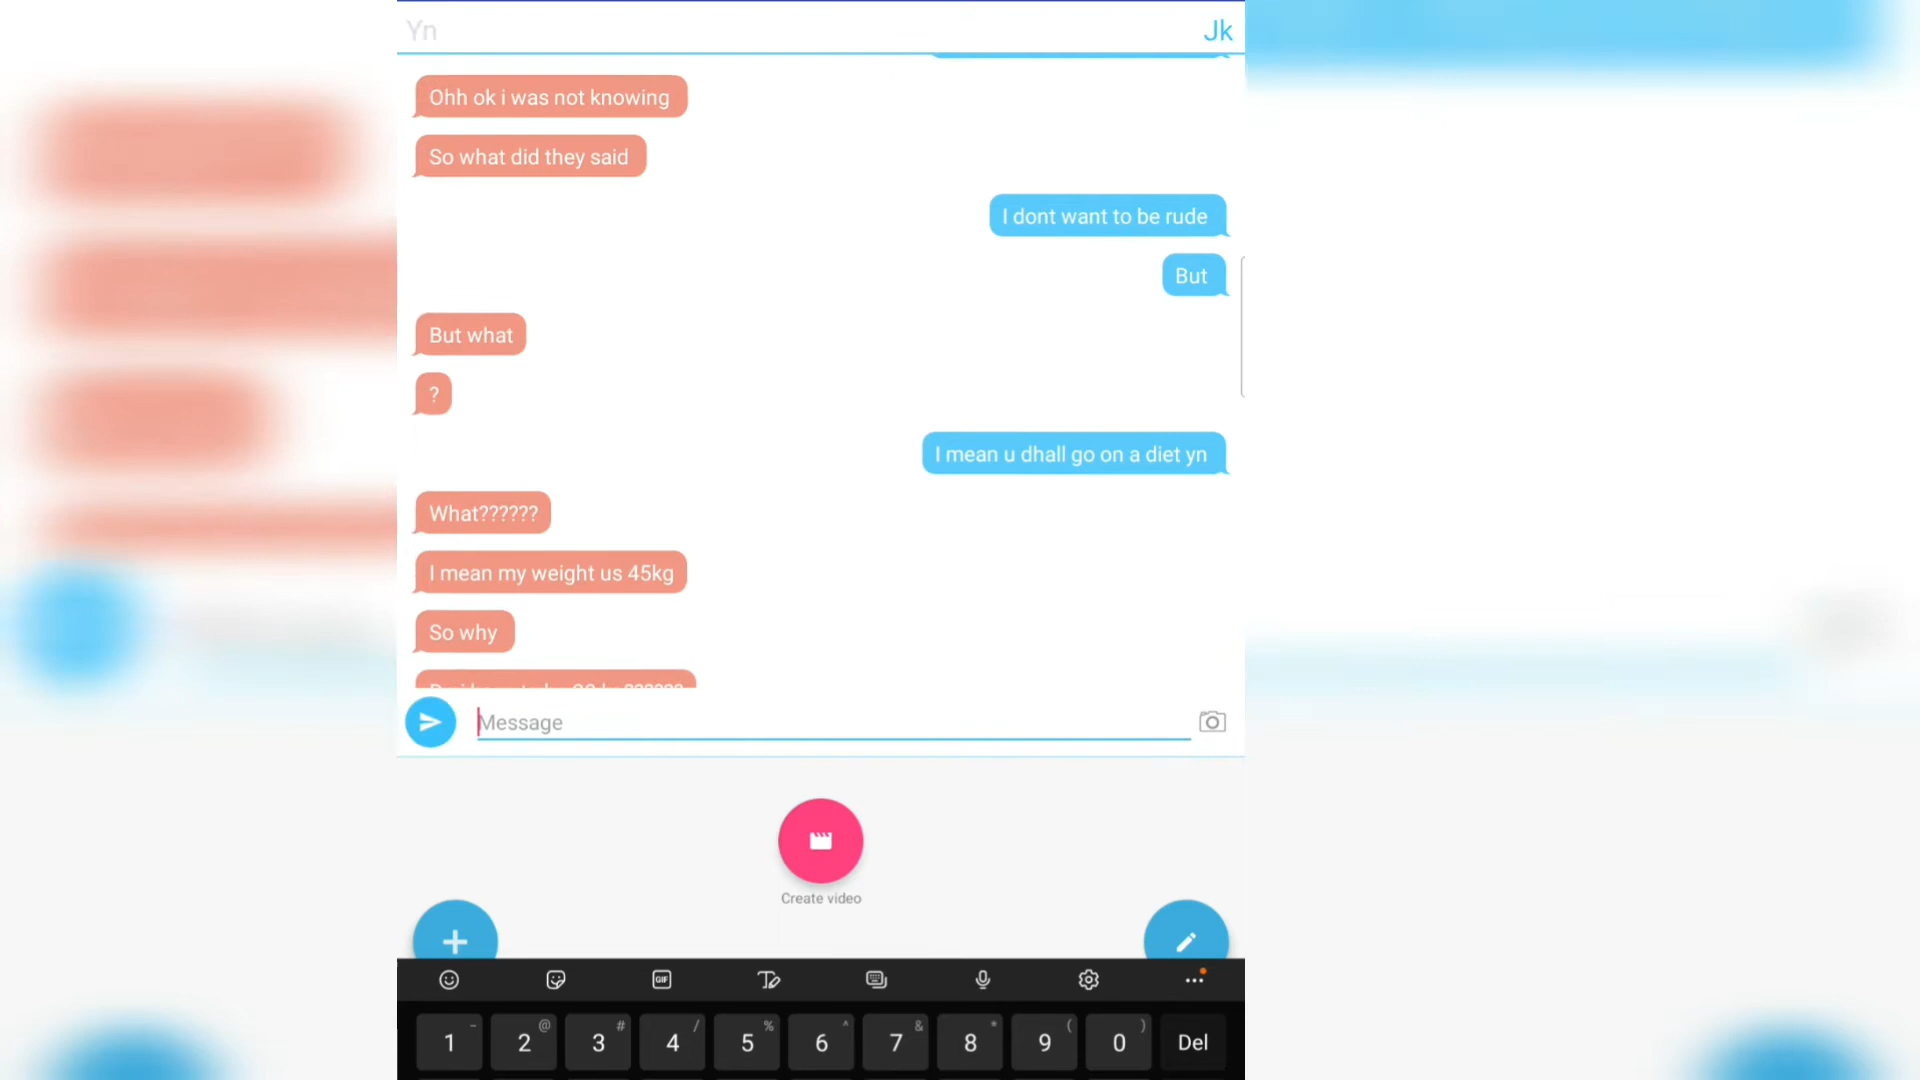 Yn
Jk
Ohh ok i was not knowing
So what did they said
I dont want to be rude
But
But what
?
I mean u dhall go on a diet yn
What??????
I mean my weight us 45kg
So why
Message
Create video
GIF
- @ # / % ^ & * ( )
1 2 3 4 5 6 7 8 9 0 Del